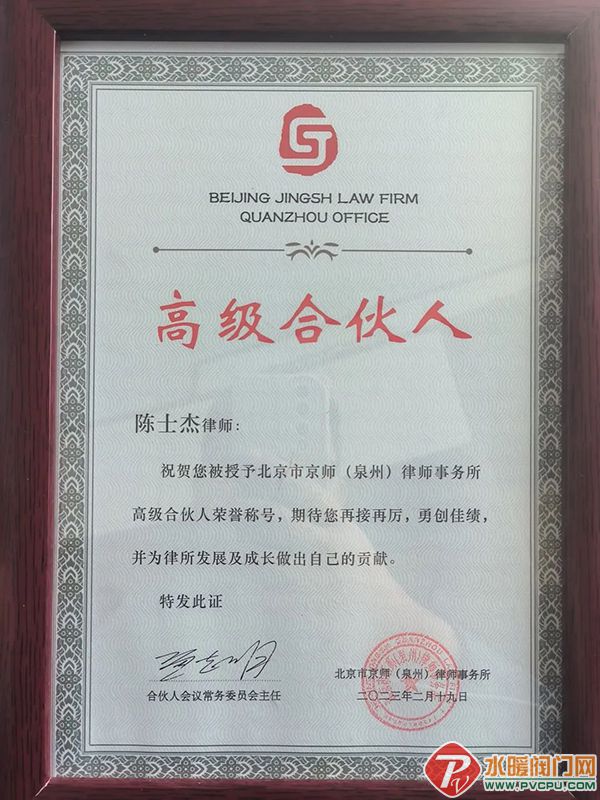 BEIJING JINGSH LAW FIRM
QUANZHOU OFFICE
高级合伙人
陈士杰律师：
祝贺您被授予北京市京师（泉州）律师事务所
高级合伙人荣誉称号，期待您再接再厉，勇创佳绩，
并为律所发展及成长做出自己的贡献。
特发此证
合伙人会议常务委员会主任
北京市京师（泉州）律师事务所
二〇二三年二月十九日
水暖阀门网
WWW.PVCPU.COM